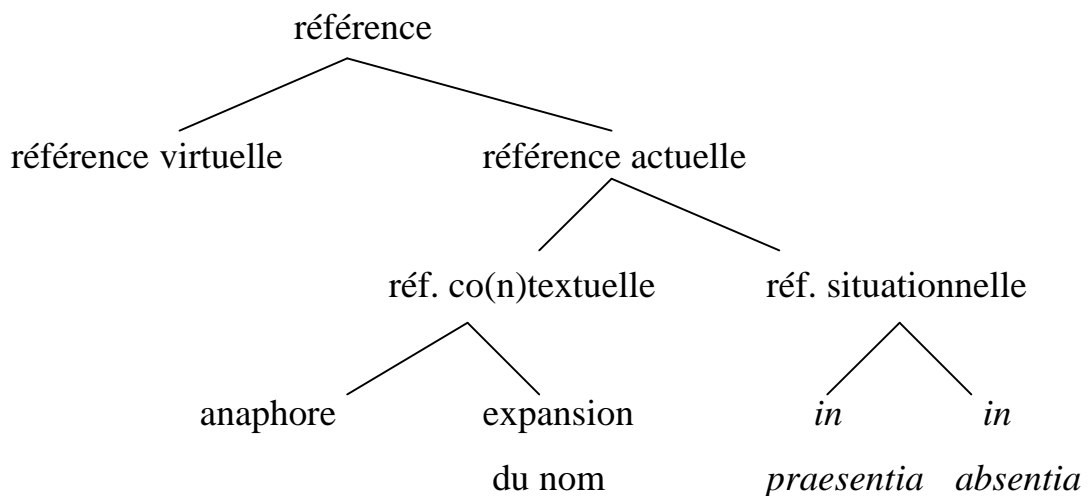 référence
référence virtuelle référence actuelle
réf. co(n)textuelle réf. situationnelle
anaphore expansion in in
du nom praesentia absentia